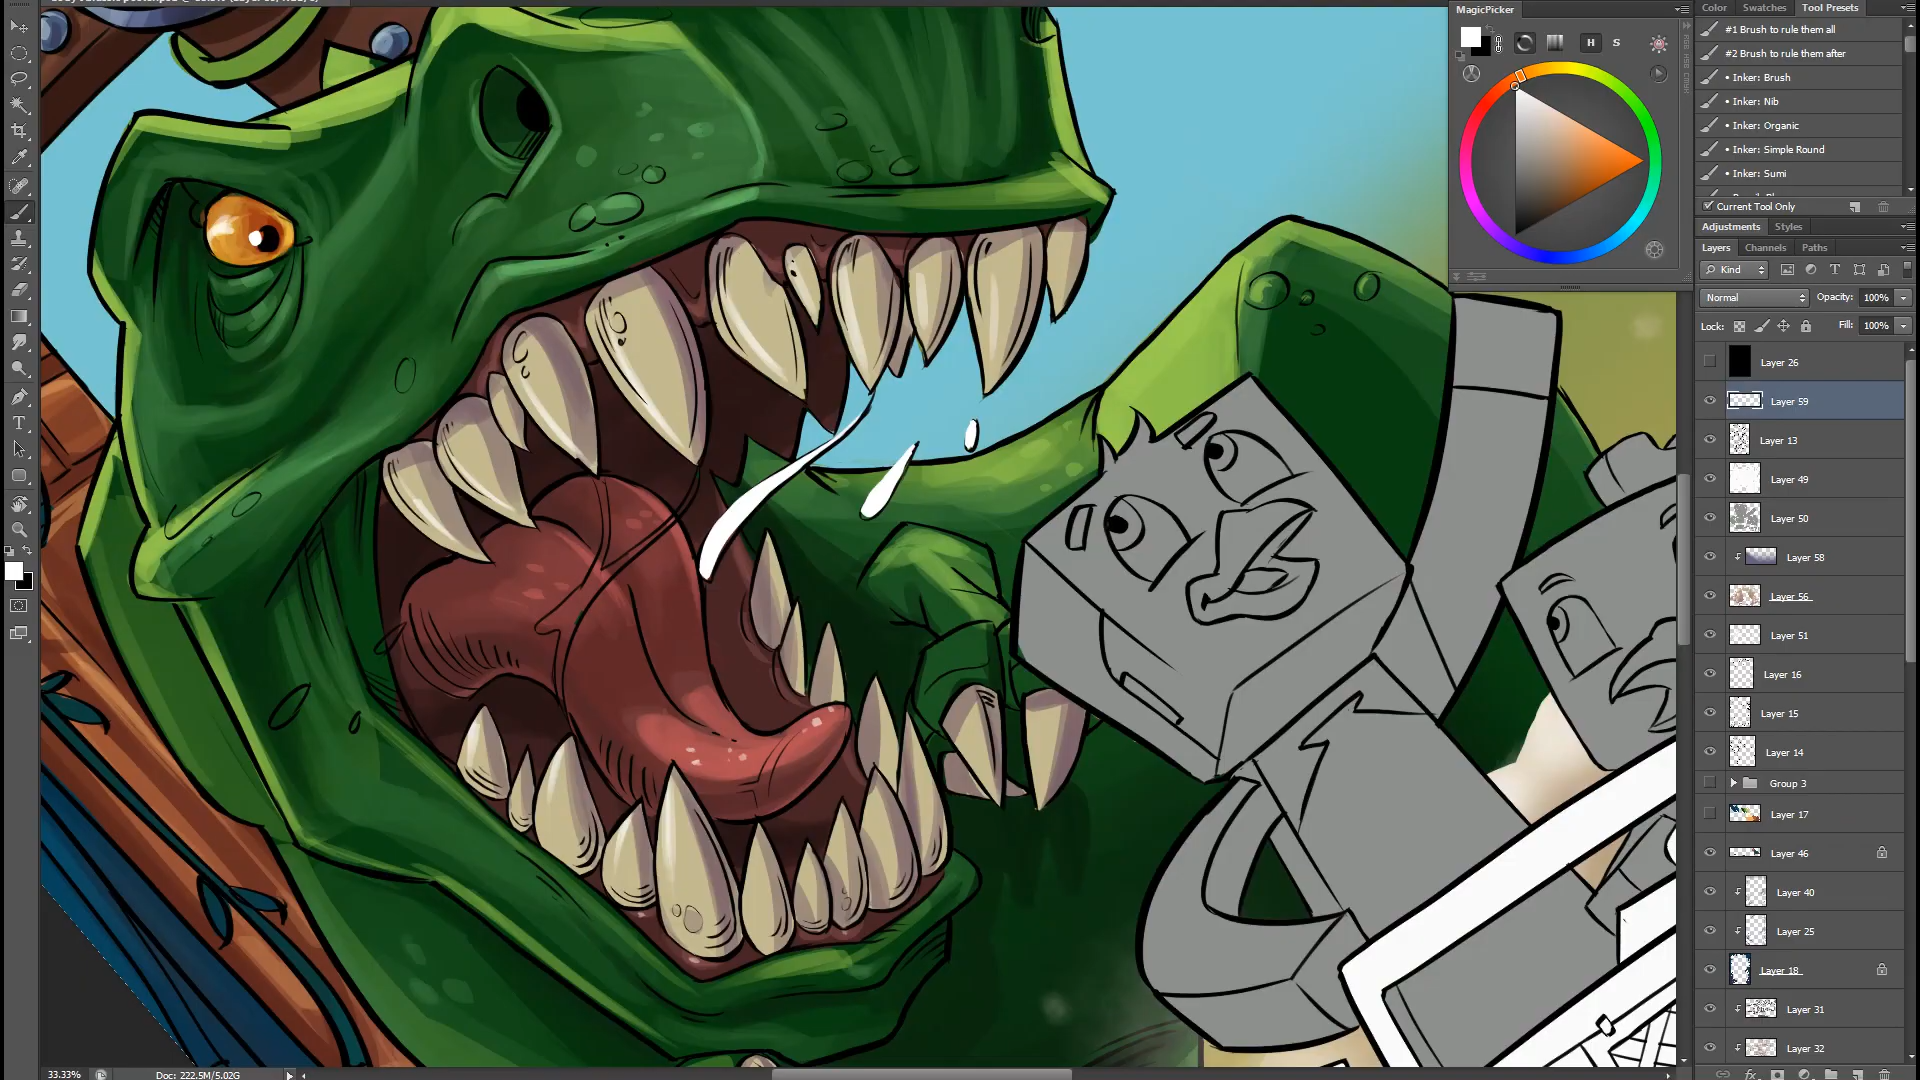 MagicPicker
H S
Color Swatches Tool Presets
#1 Brush to rule them all
#2 Brush to rule them after
• Inker: Brush
• Inker: Nib
• Inker: Organic
• Inker: Simple Round
• Inker: Sumi
Current Tool Only
Adjustments Styles
Layers Channels Paths
Kind
Normal Opacity: 100%
Lock: Fill: 100%
Layer 26
Layer 59
Layer 13
Layer 49
Layer 50
Layer 58
Layer 56
Layer 51
Layer 16
Layer 15
Layer 14
Group 3
Layer 17
Layer 46
Layer 40
Layer 25
Layer 18
Layer 31
Layer 32
33.33% Doc: 222.5M/5.02G